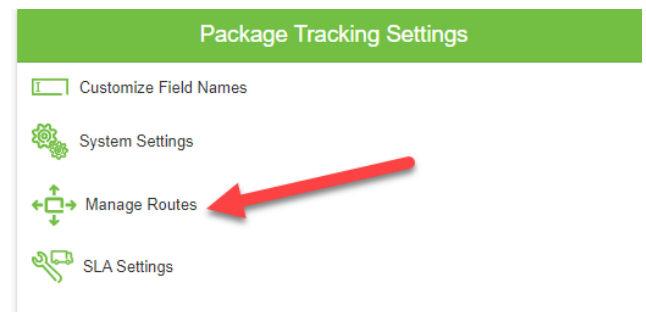 Package Tracking Settings
Customize Field Names
System Settings
Manage Routes
SLA Settings